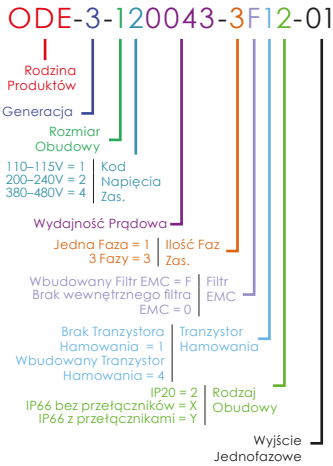 ODE-3-120043-3F12-01
Rodzina
Produktów
Generacja
Rozmiar
Obudowy
110–115V = 1
200–240V = 2
380–480V = 4
Kod
Napięcia
Zas.
Wydajność Prądowa
Jedna Faza = 1
3 Fazy = 3
Ilość Faz
Zas.
Wbudowany Filtr EMC = F
Brak wewnętrznego filtra
EMC = 0
Filtr
EMC
Brak Tranzystora
Hamowania = 1
Wbudowany Tranzystor
Hamowania = 4
Tranzystor
Hamowania
IP20 = 2
IP66 bez przełączników = X
IP66 z przełącznikami = Y
Rodzaj
Obudowy
Wyjście
Jednofazowe